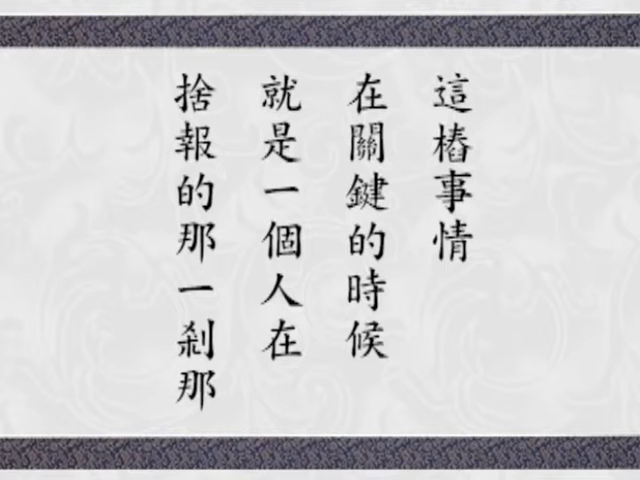 這樁事情
在關鍵的時候
就是一個人在
捨報的那一剎那